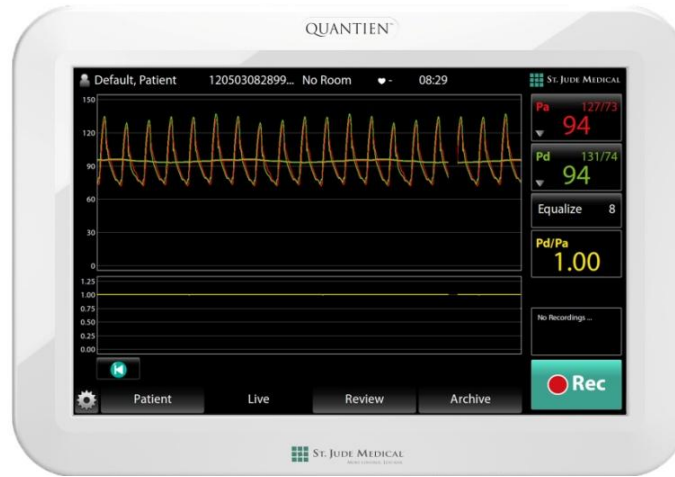 QUANTIEN™
Default, Patient 120503082899... No Room - 08:29 ST. JUDE MEDICAL
150
120
90
60
30
0
Pa 127/73
94
Pd 131/74
94
Equalize 8
Pd/Pa
1.00
1.25
1.00
0.75
0.50
0.25
0.00
No Recordings ...
Rec
Patient Live Review Archive
ST. JUDE MEDICAL